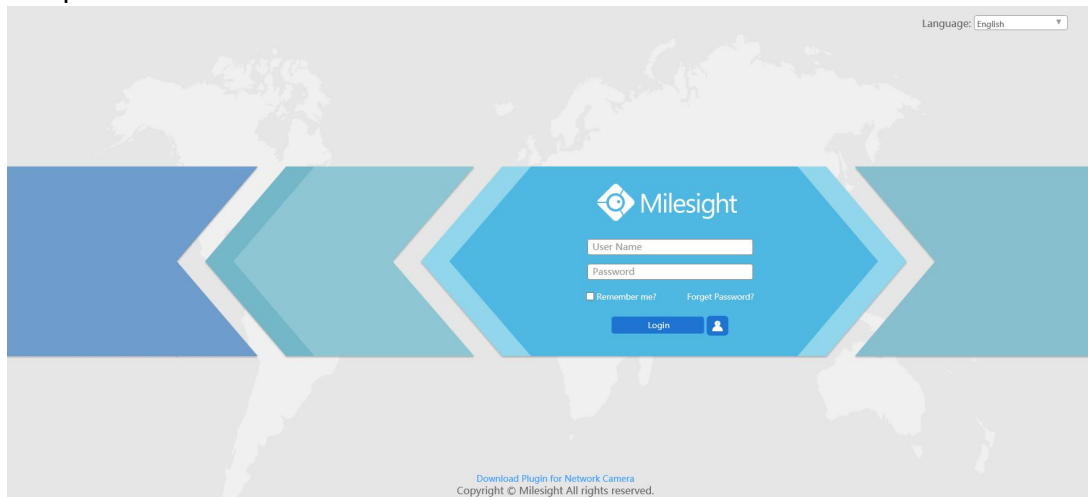 Language: English
Milesight
User Name
Password
Remember me? Forget Password?
Login
Download Plugin for Network Camera
Copyright © Milesight All rights reserved.